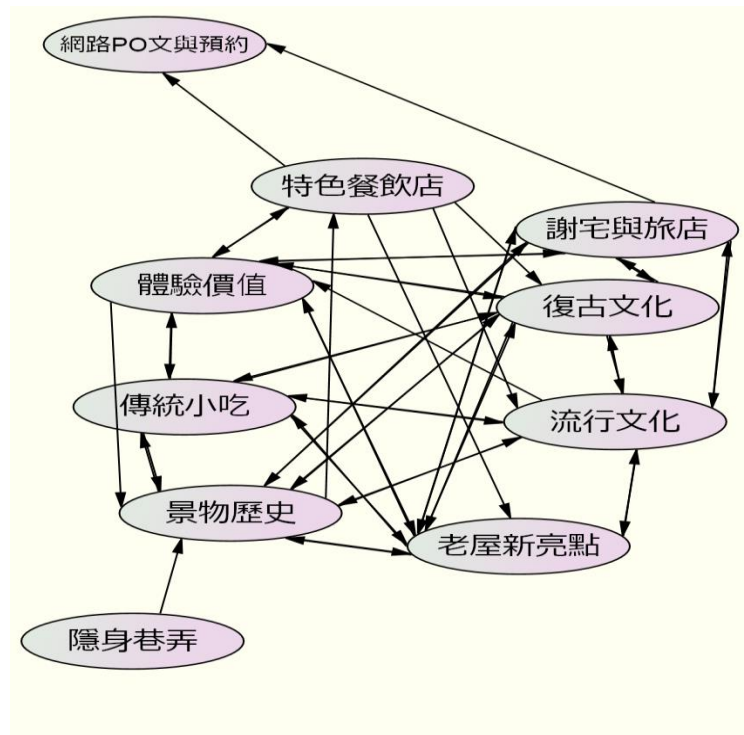 網路PO文與預約
特色餐飲店
謝宅與旅店
體驗價值
復古文化
傳統小吃
流行文化
景物歷史
老屋新亮點
隱身巷弄